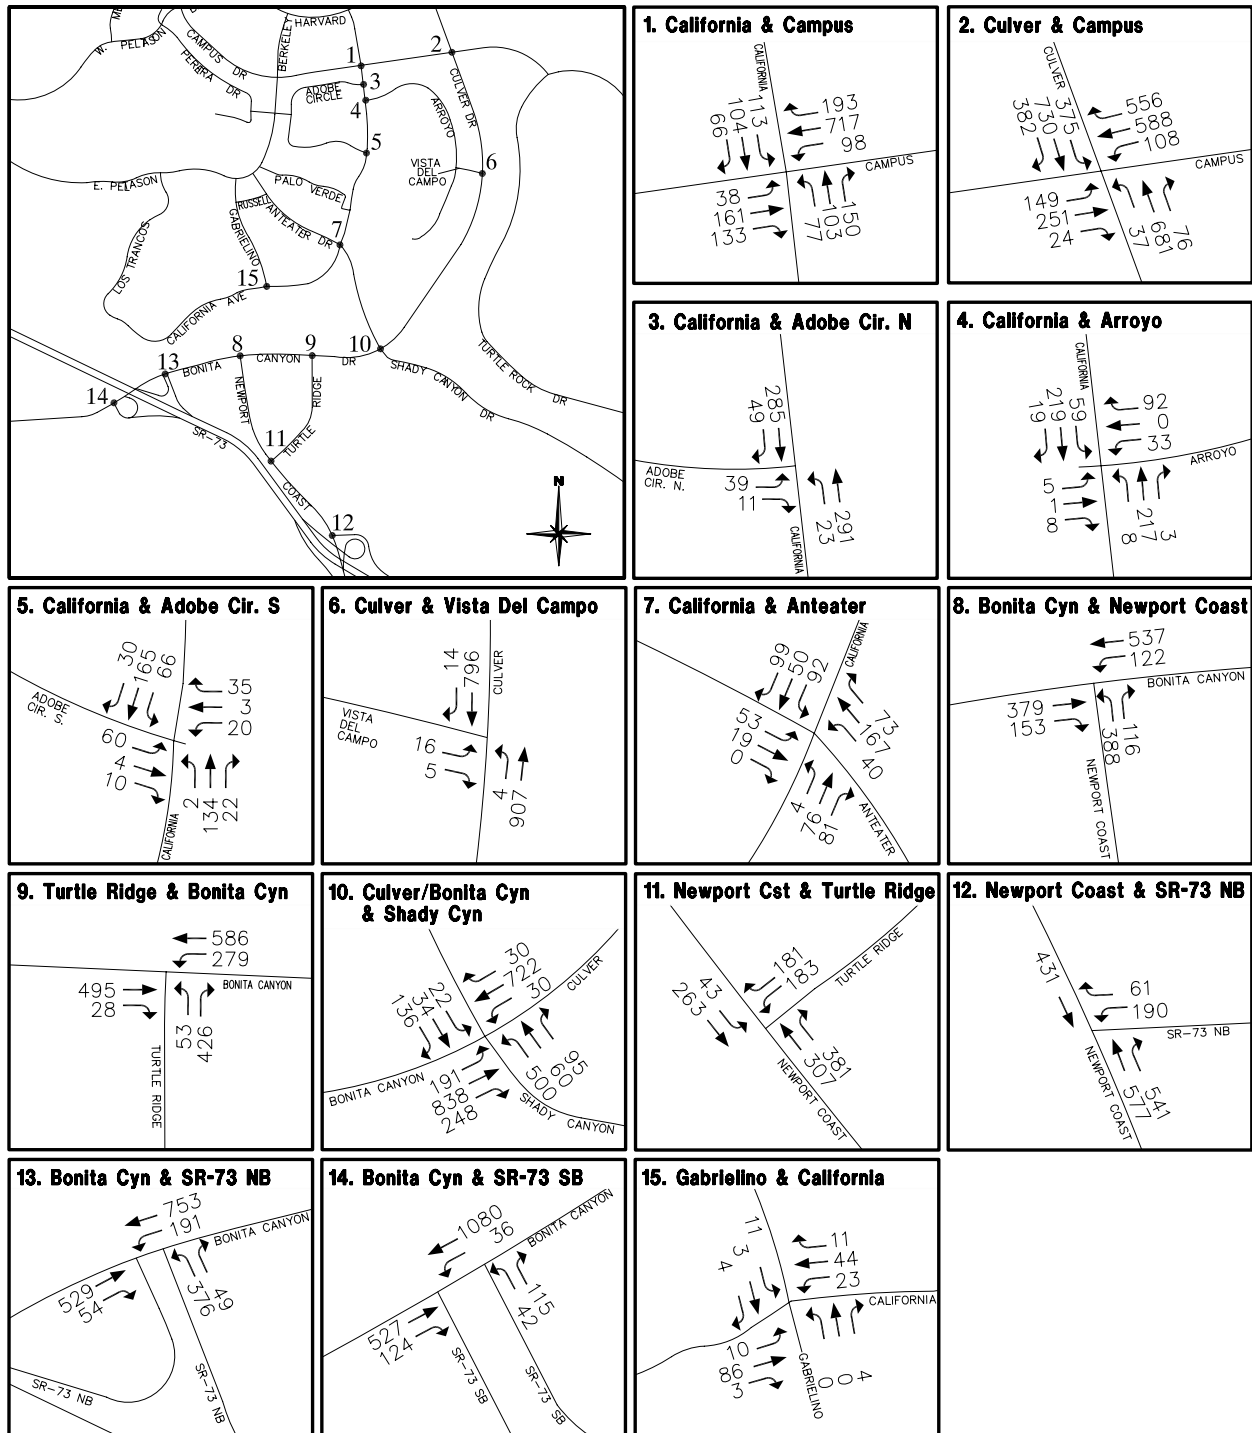 HARVARD
BERKELEY
W. PELTASON
CAMPUS DR
PEREIRA DR
1
2
3
ADOBE
CIRCLE
4
ARROYO
CULVER DR
5
VISTA
DEL
CAMPO
6
E. PELTASON
PALO VERDE
RUSSELL
ANTEATER DR
GABRIELINO
7
LOS TRANCOS
15
CALIFORNIA AVE
13
BONITA
8
CANYON
9
DR
10
SHADY CANYON DR
TURTLE ROCK DR
14
SR-73
NEWPORT
RIDGE
TURTLE
11
COAST
12
N
1. California & Campus
CALIFORNIA
66
104
113
193
717
98
CAMPUS
38
161
133
77
103
150
2. Culver & Campus
CULVER
382
730
375
556
588
108
CAMPUS
149
251
24
37
681
76
3. California & Adobe Cir. N
49
285
ADOBE
CIR. N.
39
11
23
291
CALIFORNIA
4. California & Arroyo
CALIFORNIA
19
219
59
92
0
33
ARROYO
5
1
8
8
217
3
5. California & Adobe Cir. S
30
165
66
35
3
20
ADOBE
CIR. S.
60
4
10
2
134
22
CALIFORNIA
6. Culver & Vista Del Campo
14
796
CULVER
VISTA
DEL
CAMPO
16
5
4
907
7. California & Anteater
99
50
92
CALIFORNIA
53
19
0
73
167
40
4
76
81
ANTEATER
8. Bonita Cyn & Newport Coast
537
122
BONITA CANYON
379
153
388
116
NEWPORT COAST
9. Turtle Ridge & Bonita Cyn
586
279
BONITA CANYON
495
28
53
426
TURTLE RIDGE
10. Culver/Bonita Cyn
& Shady Cyn
136
34
22
30
722
30
CULVER
BONITA CANYON
191
838
248
500
60
95
SHADY CANYON
11. Newport Cst & Turtle Ridge
43
263
181
183
TURTLE RIDGE
381
307
NEWPORT COAST
12. Newport Coast & SR-73 NB
431
61
190
SR-73 NB
577
541
NEWPORT COAST
13. Bonita Cyn & SR-73 NB
753
191
BONITA CANYON
529
54
376
49
SR-73 NB
SR-73 NB
14. Bonita Cyn & SR-73 SB
1080
36
BONITA CANYON
527
124
42
115
SR-73 SB
SR-73 SB
15. Gabrielino & California
11
3
4
11
44
23
CALIFORNIA
10
86
3
0
0
4
GABRIELINO